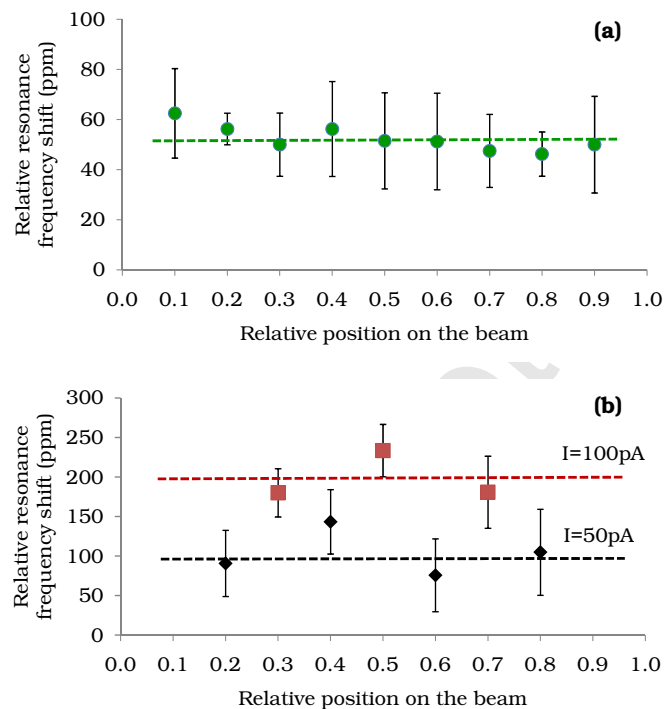 (a)
Relative resonance
frequency shift (ppm)
100
80
60
40
20
0
0.0 0.1 0.2 0.3 0.4 0.5 0.6 0.7 0.8 0.9 1.0
Relative position on the beam
(b)
Relative resonance
frequency shift (ppm)
300
250
200
150
100
50
0
I=100pA
I=50pA
0.0 0.1 0.2 0.3 0.4 0.5 0.6 0.7 0.8 0.9 1.0
Relative position on the beam